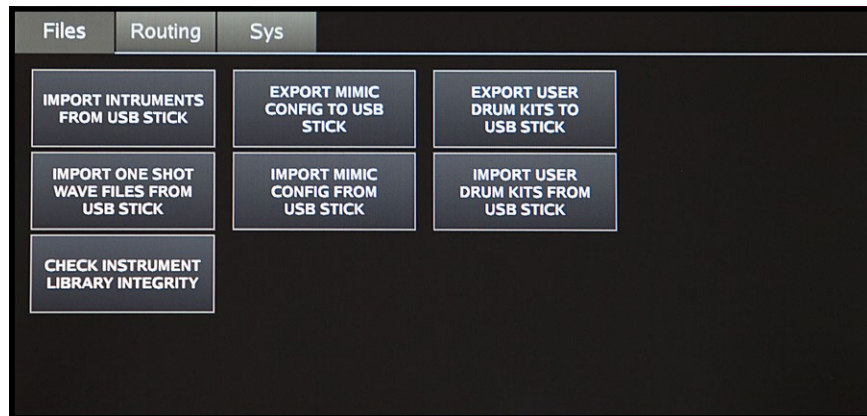 Files
Routing
Sys
IMPORT INTRUMENTS
FROM USB STICK
EXPORT MIMIC
CONFIG TO USB
STICK
EXPORT USER
DRUM KITS TO
USB STICK
IMPORT ONE SHOT
WAVE FILES FROM
USB STICK
IMPORT MIMIC
CONFIG FROM
USB STICK
IMPORT USER
DRUM KITS FROM
USB STICK
CHECK INSTRUMENT
LIBRARY INTEGRITY